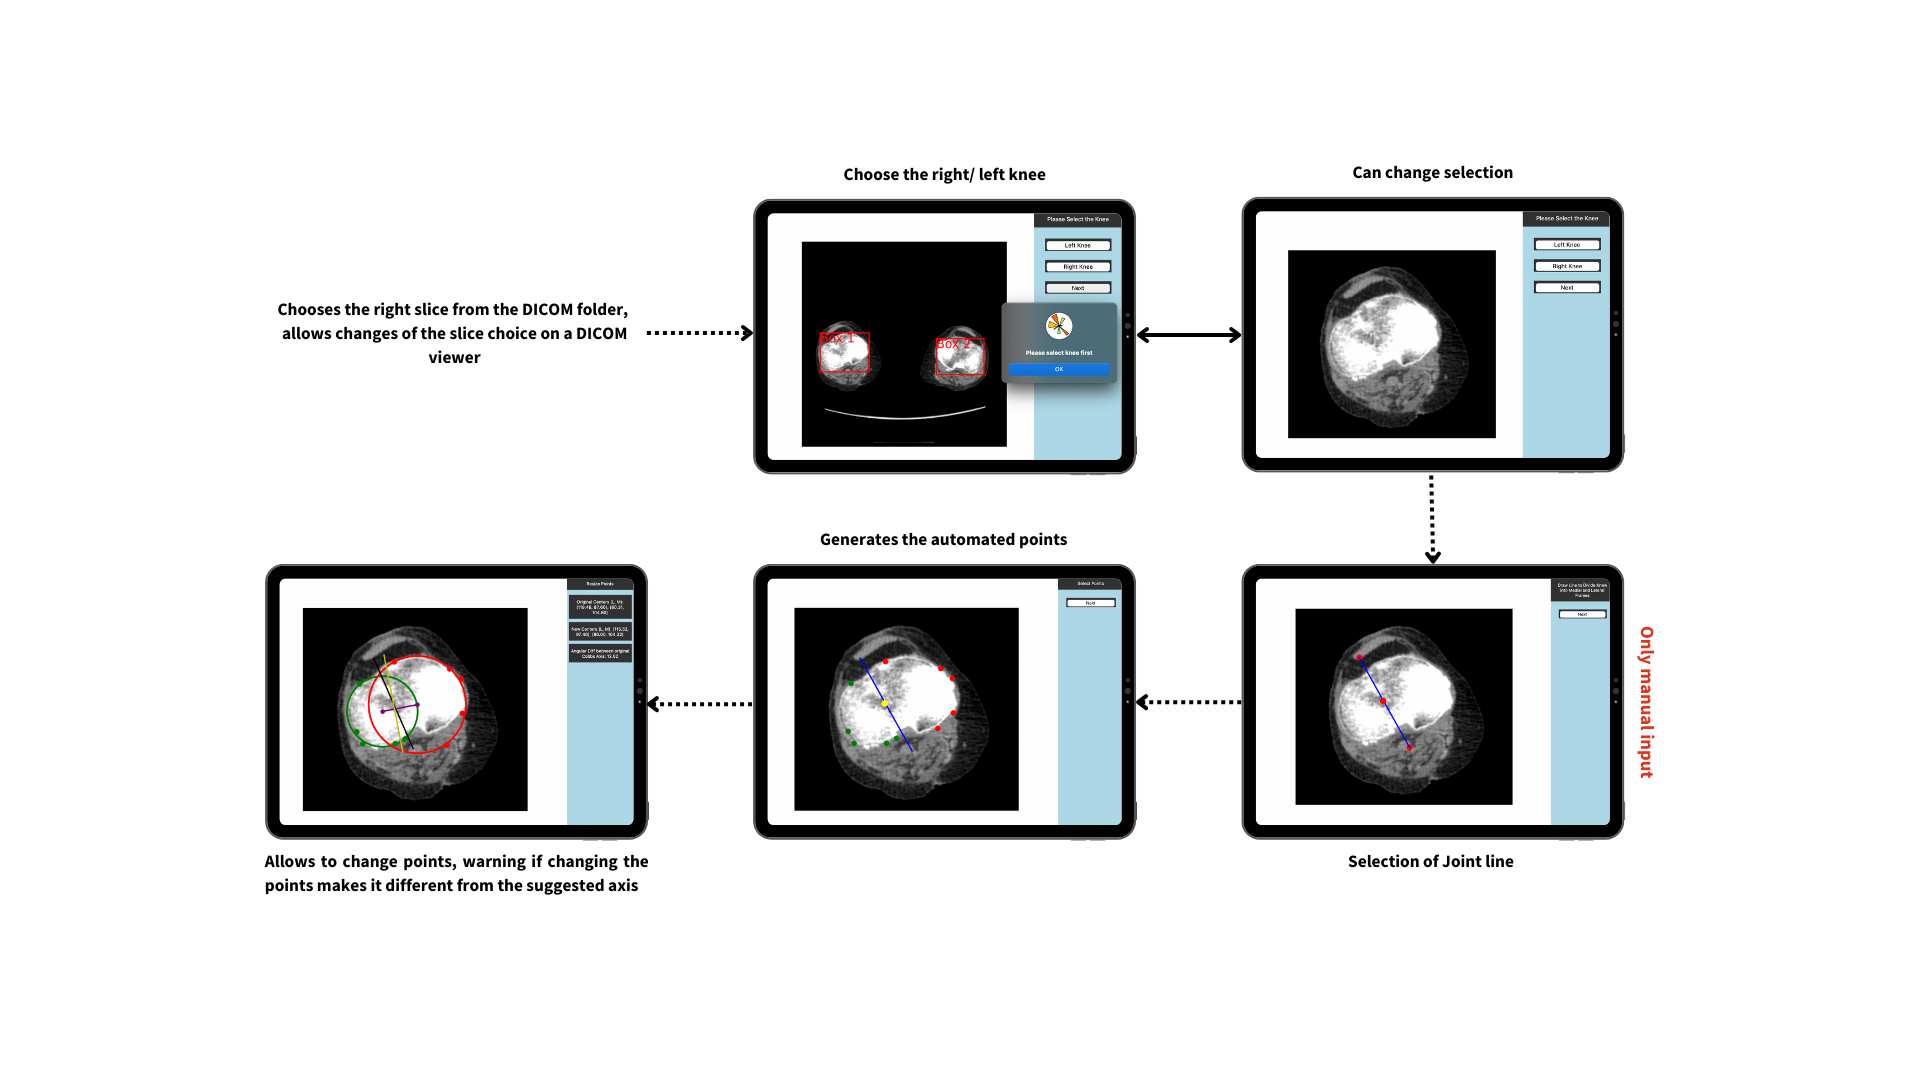 Choose the right/ left knee
Can change selection
Chooses the right slice from the DICOM folder,
allows changes of the slice choice on a DICOM
viewer
Please Select the Knee
Left Knee
Right Knee
Next
Box 1
Box 2
Please select knee first
OK
Please Select the Knee
Left Knee
Right Knee
Next
Generates the automated points
Resize Points
Original Centers (L, M):
New Centers (L, M):
Angular Diff between original
Cobbs Axis: 12.02
Select Points
Next
Draw Line to Divide Knee
into Medial and Lateral
Frames
Next
Only manual input
Allows to change points, warning if changing the
points makes it different from the suggested axis
Selection of Joint line